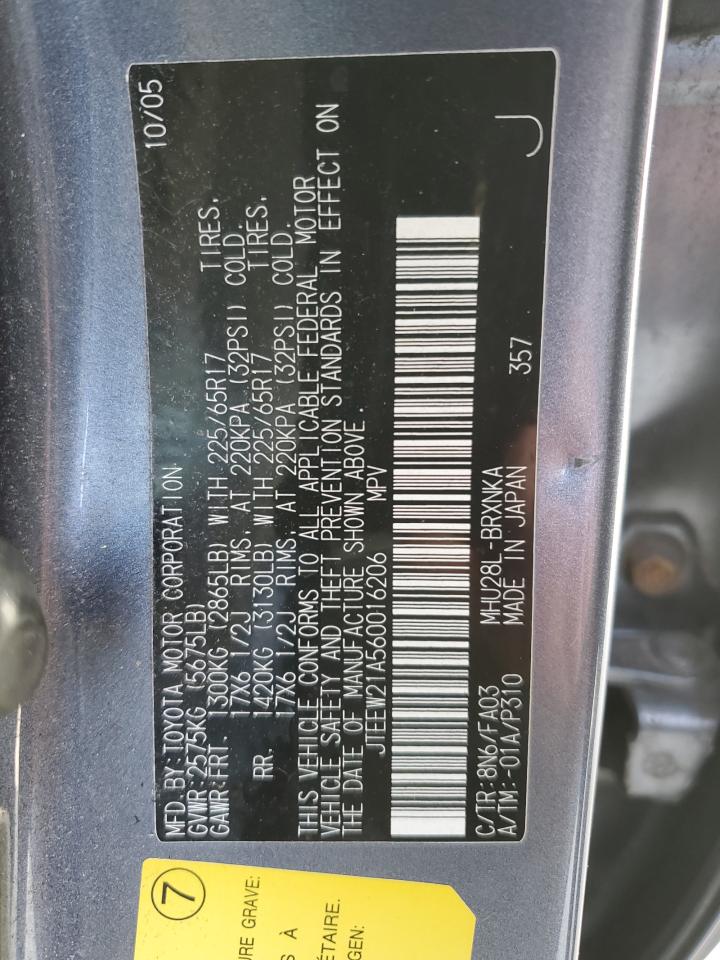 MFD. BY: TOYOTA MOTOR CORPORATION 10/05
GVWR: 2575KG (5675LB)
GAWR: FRT. 1300KG (2865LB) WITH 225/65R17 TIRES,
17X6 1/2J RIMS, AT 220KPA (32PSI) COLD.
RR. 1420KG (3130LB) WITH 225/65R17 TIRES,
17X6 1/2J RIMS, AT 220KPA (32PSI) COLD.
THIS VEHICLE CONFORMS TO ALL APPLICABLE FEDERAL MOTOR
VEHICLE SAFETY AND THEFT PREVENTION STANDARDS IN EFFECT ON
THE DATE OF MANUFACTURE SHOWN ABOVE.
JTEEW21A560016206 MPV
C/TR: 8N6/FA03 MHU28L-BRXNKA
A/TM: -01A/P310 MADE IN JAPAN 357 J
7
URE GRAVE:
S À
ÉTAIRE.
GEN: